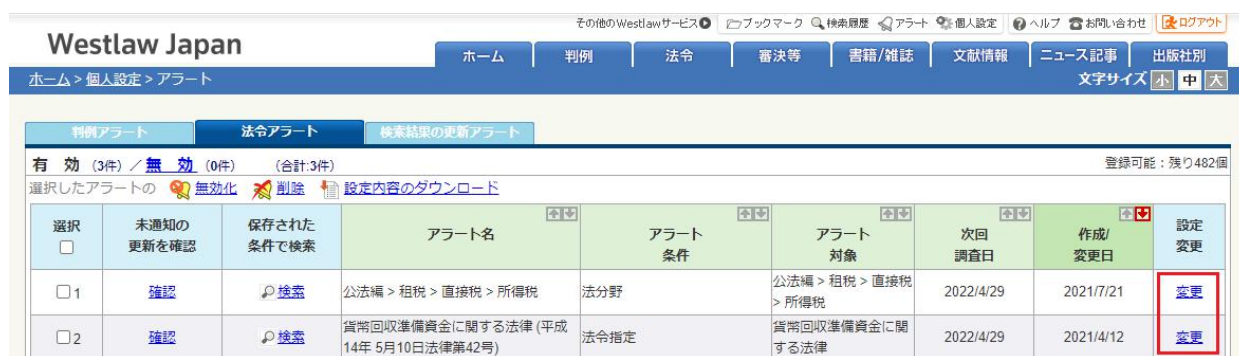 その他のWestlawサービス ブックマーク 検索履歴 アラート 個人設定 ヘルプ お問い合わせ ログアウト
Westlaw Japan
ホーム 判例 法令 審決等 書籍/雑誌 文献情報 ニュース記事 出版社別
ホーム > 個人設定 > アラート 文字サイズ 小 中 大
判例アラート 法令アラート 検索結果の更新アラート
有 効 (3件) / 無 効 (0件) (合計:3件) 登録可能:残り482個
選択したアラートの 無効化 削除 設定内容のダウンロード
選択 未通知の 更新を確認 保存された 条件で検索 アラート名 アラート 条件 アラート 対象 次回 調査日 作成/ 変更日 設定 変更
1 確認 検索 公法編 > 租税 > 直接税 > 所得税 法分野 公法編 > 租税 > 直接税 > 所得税 2022/4/29 2021/7/21 変更
2 確認 検索 貨幣回収準備資金に関する法律 (平成14年 5月10日法律第42号) 法令指定 貨幣回収準備資金に関する法律 2022/4/29 2021/4/12 変更